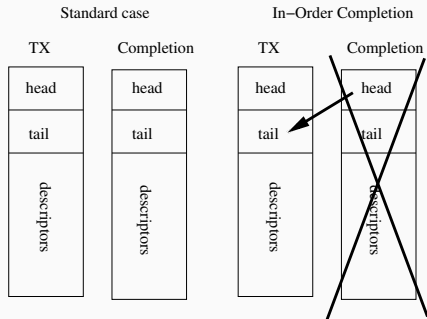 Standard case
In-Order Completion
TX
Completion
TX
Completion
head
head
head
head
tail
tail
tail
tail
descriptors
descriptors
descriptors
descriptors